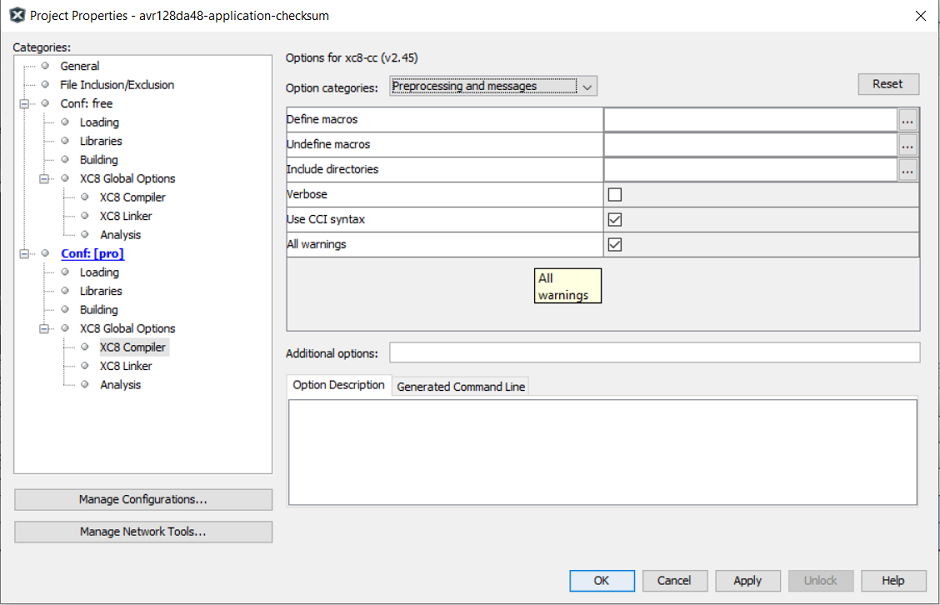 Project Properties - avr128da48-application-checksum
Categories:
General
File Inclusion/Exclusion
Conf: free
Loading
Libraries
Building
XC8 Global Options
XC8 Compiler
XC8 Linker
Analysis
Conf: [pro]
Loading
Libraries
Building
XC8 Global Options
XC8 Compiler
XC8 Linker
Analysis
Manage Configurations...
Manage Network Tools...
Options for xc8-cc (v2.45)
Option categories: Preprocessing and messages
Reset
Define macros
...
Undefine macros
...
Include directories
...
Verbose
Use CCI syntax
All warnings
All
warnings
Additional options:
Option Description Generated Command Line
OK Cancel Apply Unlock Help